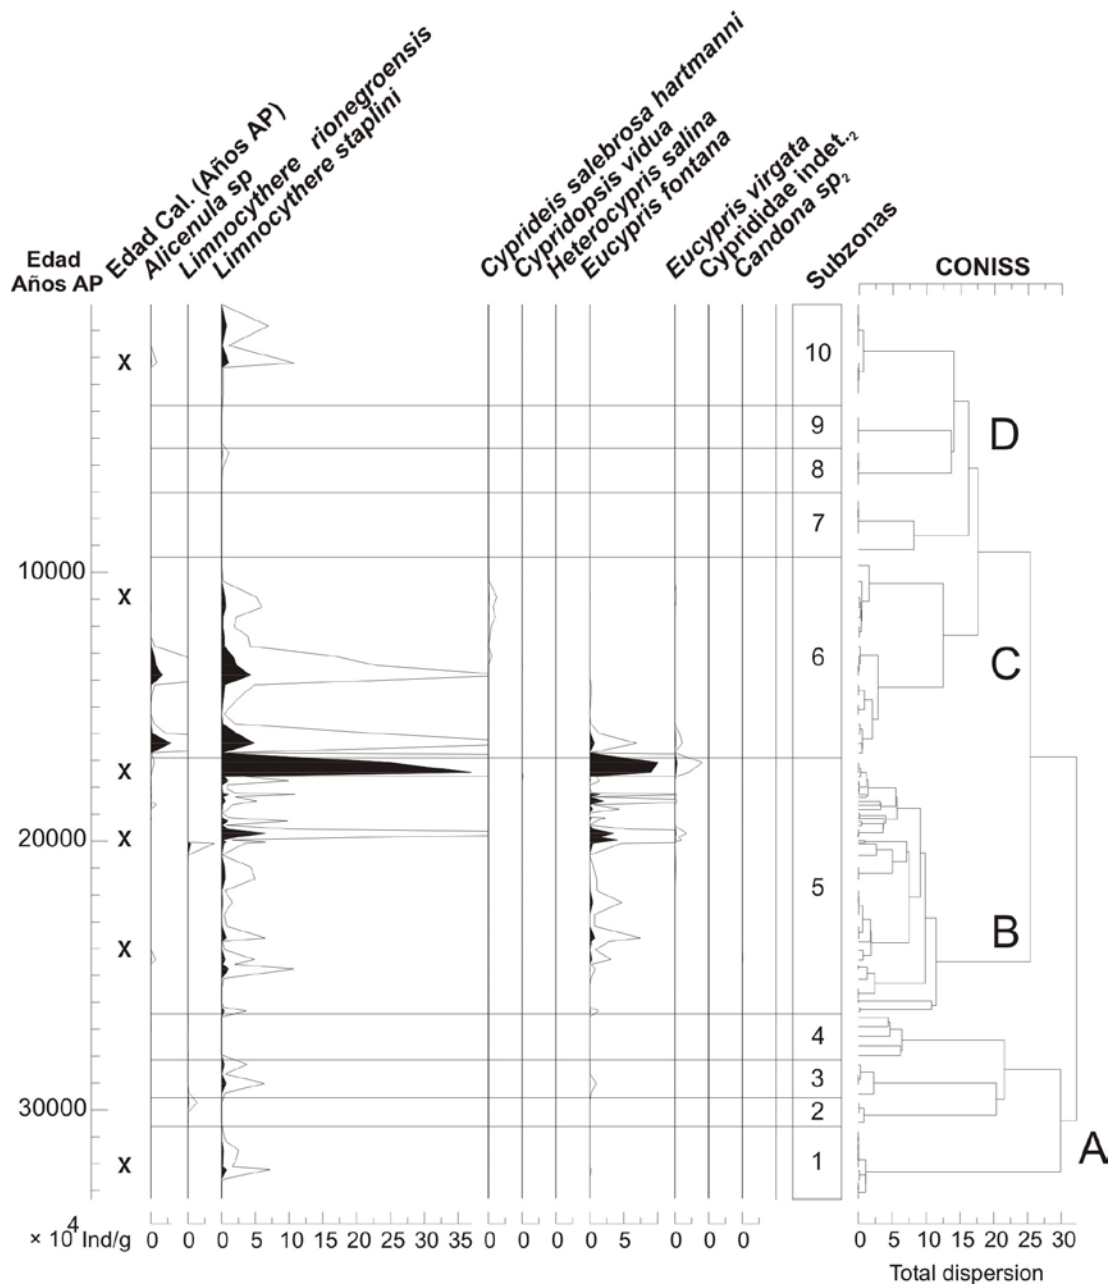 Edad
Años AP
Edad Cal. (Años AP)
Alicenula sp
Limnocythere rionegroensis
Limnocythere staplini
Cyprideis salebrosa hartmanni
Cypridopsis vidua
Heterocypris salina
Eucypris fontana
Eucypris virgata
Cyprididae indet.₂
Candona sp₂
Subzonas
CONISS
0 5 10 15 20 25 30
Total dispersion
10000
20000
30000
X
X
X
X
X
X
10
9
8
7
6
5
4
3
2
1
D
C
B
A
× 10⁴ Ind/g
0 0 0 5 10 15 20 25 30 35 0 0 0 0 5 0 0 0